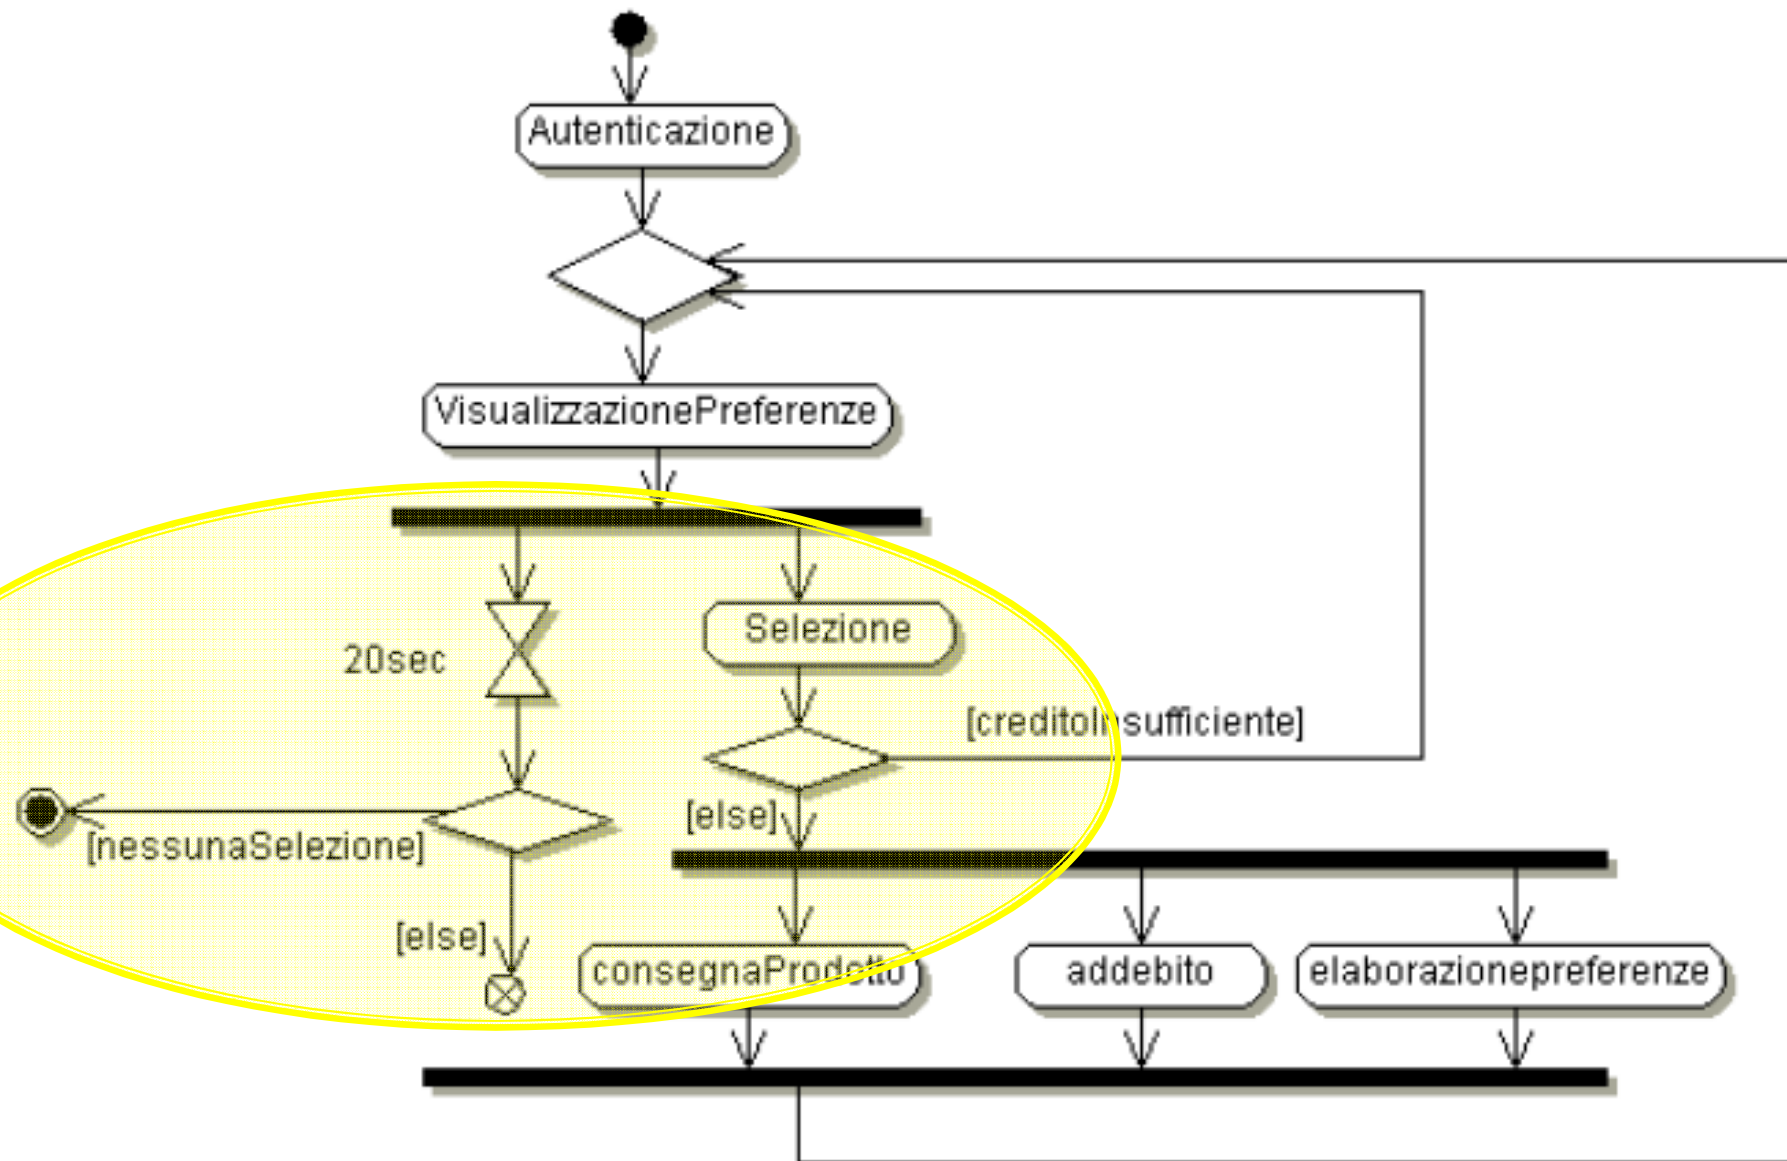 Autenticazione
VisualizzazionePreferenze
20sec
Selezione
[creditoInsufficiente]
[else]
[nessunaSelezione]
[else]
consegnaProdotto
addebito
elaborazionepreferenze